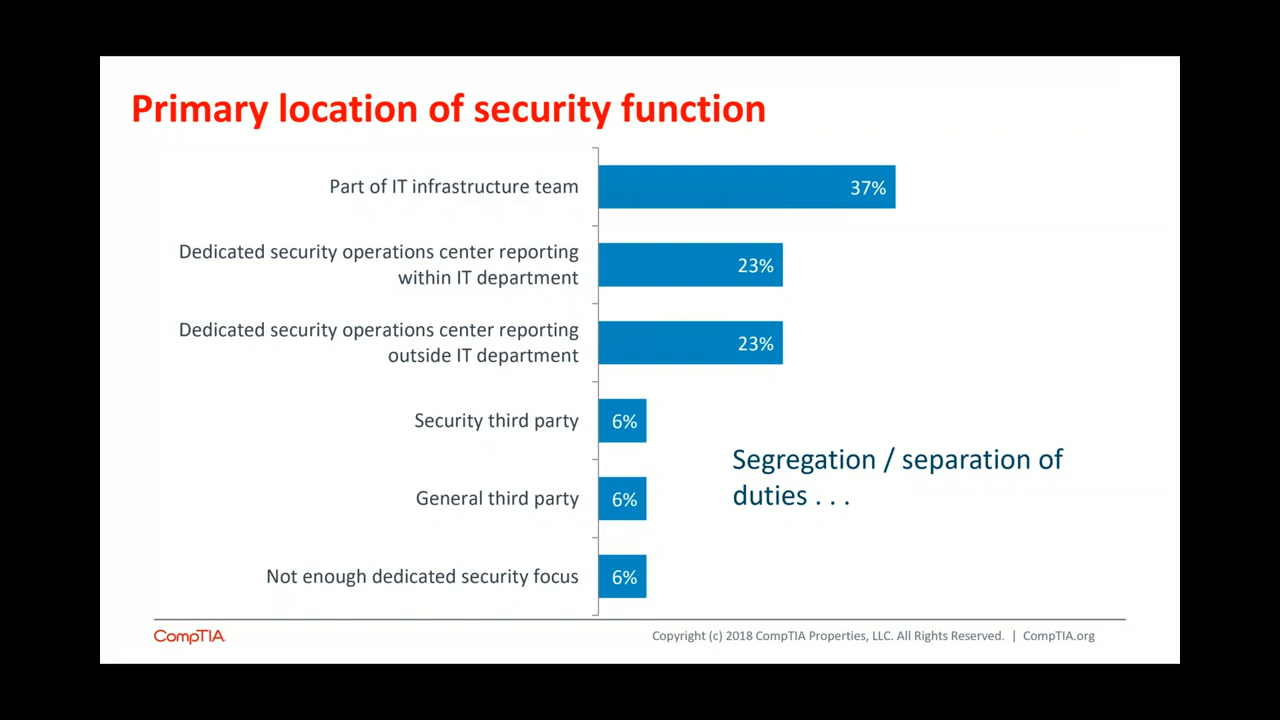 Primary location of security function
Part of IT infrastructure team
37%
Dedicated security operations center reporting
within IT department
23%
Dedicated security operations center reporting
outside IT department
23%
Security third party
6%
General third party
6%
Not enough dedicated security focus
6%
Segregation / separation of
duties . . .
CompTIA.
Copyright (c) 2018 CompTIA Properties, LLC. All Rights Reserved. | CompTIA.org